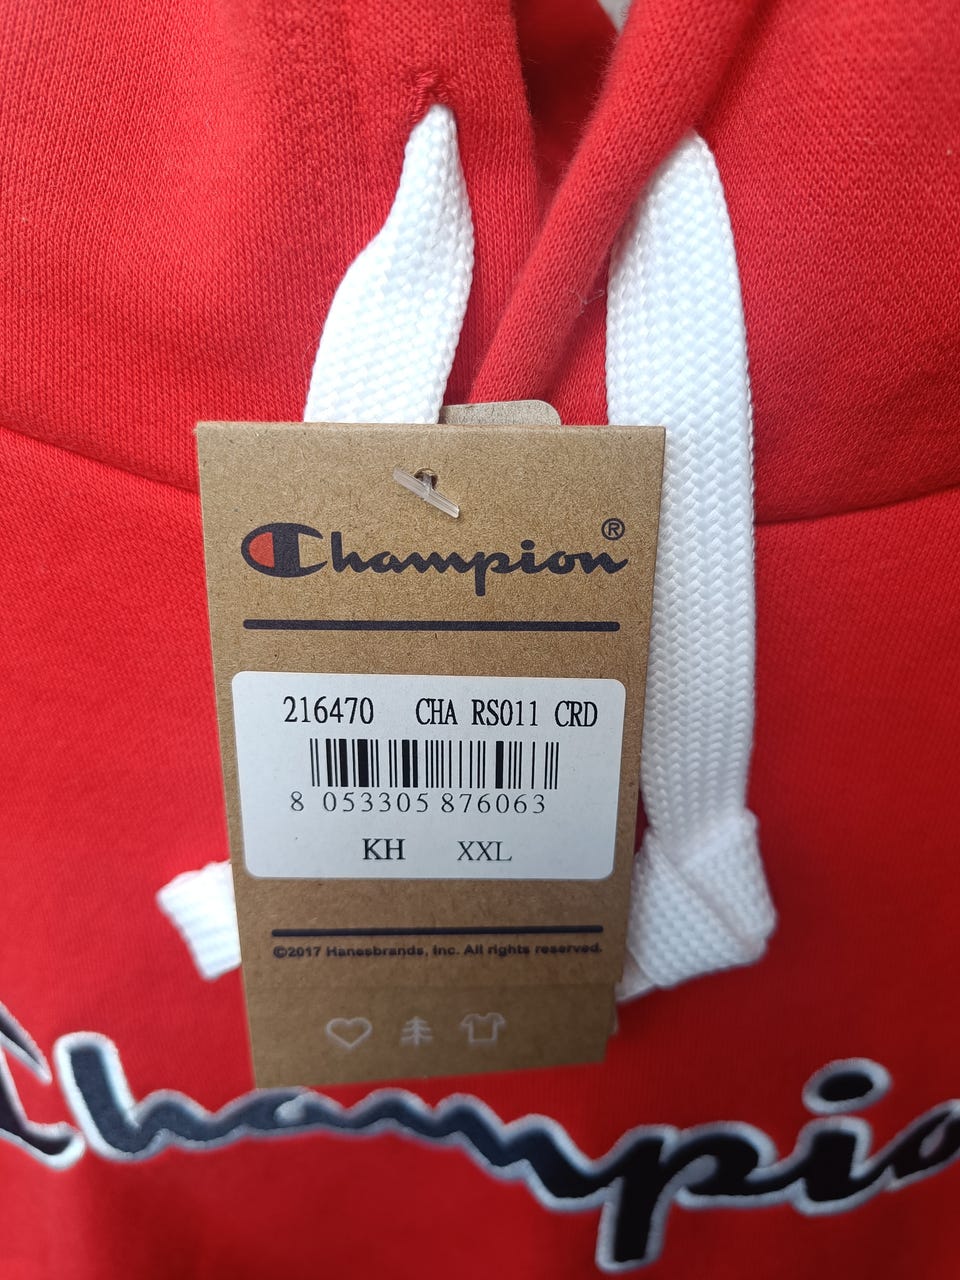 Champion®
216470 CHA RS011 CRD
8 053305 876063
KH XXL
©2017 Hanesbrands, Inc. All rights reserved.
Champio